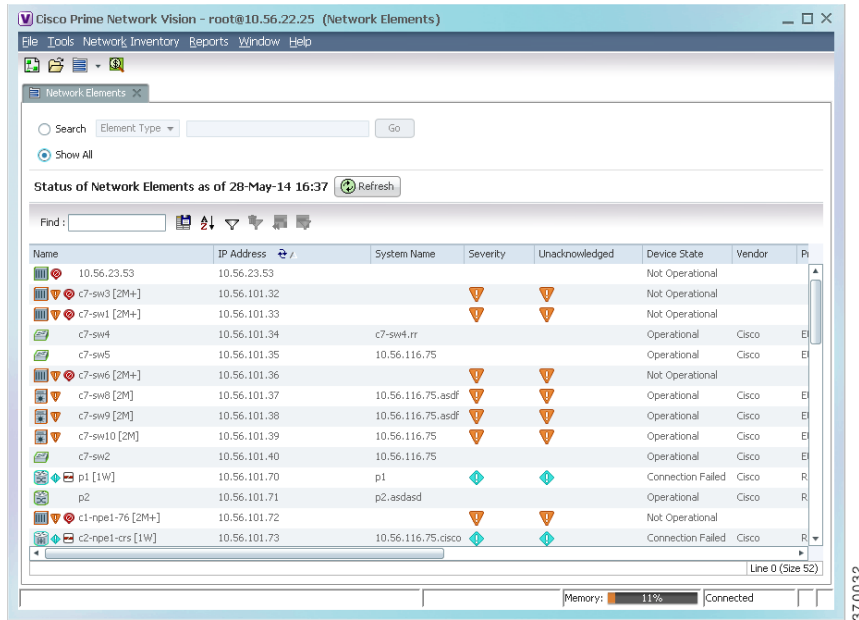 Cisco Prime Network Vision - root@10.56.22.25 (Network Elements)
File Tools Network Inventory Reports Window Help
Network Elements
Search Element Type Go
Show All
Status of Network Elements as of 28-May-14 16:37 Refresh
Find :
Name IP Address System Name Severity Unacknowledged Device State Vendor
10.56.23.53 10.56.23.53 Not Operational
c7-sw3 [2M+] 10.56.101.32 Not Operational
c7-sw1 [2M+] 10.56.101.33 Not Operational
c7-sw4 10.56.101.34 c7-sw4.rr Operational Cisco
c7-sw5 10.56.101.35 10.56.116.75 Operational Cisco
c7-sw6 [2M+] 10.56.101.36 Not Operational
c7-sw8 [2M] 10.56.101.37 10.56.116.75.asdf Operational Cisco
c7-sw9 [2M] 10.56.101.38 10.56.116.75.asdf Operational Cisco
c7-sw10 [2M] 10.56.101.39 10.56.116.75 Operational Cisco
c7-sw2 10.56.101.40 10.56.116.75 Operational Cisco
p1 [1W] 10.56.101.70 p1 Connection Failed Cisco R
p2 10.56.101.71 p2.asdasd Operational Cisco R
c1-npe1-76 [2M+] 10.56.101.72 Not Operational
c2-npe1-crs [1W] 10.56.101.73 10.56.116.75.cisco Connection Failed Cisco R
Line 0 (Size 52)
Memory: 11% Connected
370032